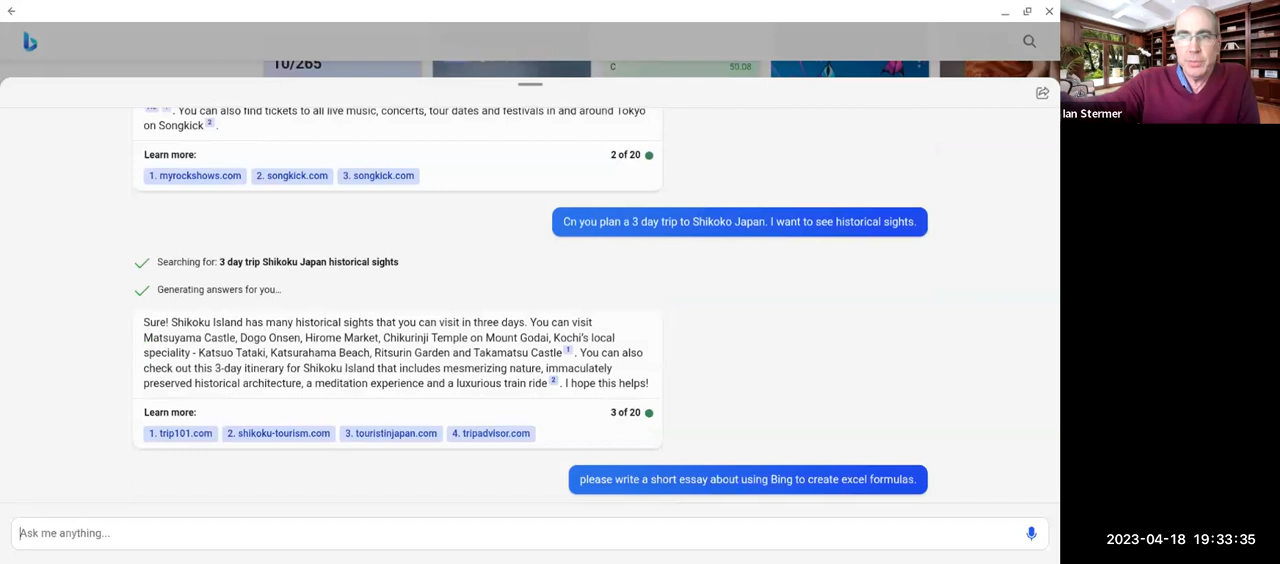 10/265
C 50.08
. You can also find tickets to all live music, concerts, tour dates and festivals in and around Tokyo
on Songkick 2 .
Learn more:
2 of 20
1. myrockshows.com 2. songkick.com 3. songkick.com
Cn you plan a 3 day trip to Shikoko Japan. I want to see historical sights.
Searching for: 3 day trip Shikoku Japan historical sights
Generating answers for you...
Sure! Shikoku Island has many historical sights that you can visit in three days. You can visit
Matsuyama Castle, Dogo Onsen, Hirome Market, Chikurinji Temple on Mount Godai, Kochi's local
speciality - Katsuo Tataki, Katsurahama Beach, Ritsurin Garden and Takamatsu Castle 1 . You can also
check out this 3-day itinerary for Shikoku Island that includes mesmerizing nature, immaculately
preserved historical architecture, a meditation experience and a luxurious train ride 2 . I hope this helps!
Learn more:
3 of 20
1. trip101.com 2. shikoku-tourism.com 3. touristinjapan.com 4. tripadvisor.com
please write a short essay about using Bing to create excel formulas.
Ask me anything...
Ian Stermer
2023-04-18 19:33:35